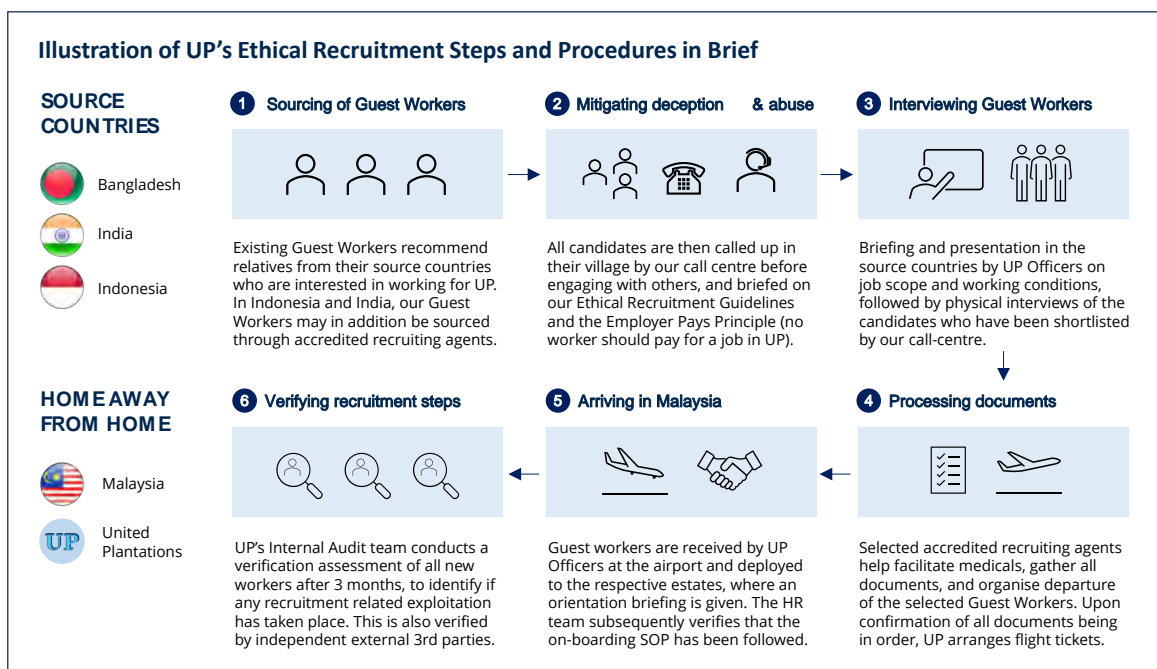 Illustration of UP's Ethical Recruitment Steps and Procedures in Brief
SOURCE
COUNTRIES
Bangladesh
India
Indonesia
1 Sourcing of Guest Workers
Existing Guest Workers recommend
relatives from their source countries
who are interested in working for UP.
In Indonesia and India, our Guest
Workers may in addition be sourced
through accredited recruiting agents.
2 Mitigating deception & abuse
All candidates are then called up in
their village by our call centre before
engaging with others, and briefed on
our Ethical Recruitment Guidelines
and the Employer Pays Principle (no
worker should pay for a job in UP).
3 Interviewing Guest Workers
Briefing and presentation in the
source countries by UP Officers on
job scope and working conditions,
followed by physical interviews of the
candidates who have been shortlisted
by our call-centre.
HOME AWAY
FROM HOME
Malaysia
UP
United
Plantations
6 Verifying recruitment steps
UP's Internal Audit team conducts a
verification assessment of all new
workers after 3 months, to identify if
any recruitment related exploitation
has taken place. This is also verified
by independent external 3rd parties.
5 Arriving in Malaysia
Guest workers are received by UP
Officers at the airport and deployed
to the respective estates, where an
orientation briefing is given. The HR
team subsequently verifies that the
on-boarding SOP has been followed.
4 Processing documents
Selected accredited recruiting agents
help facilitate medicals, gather all
documents, and organise departure
of the selected Guest Workers. Upon
confirmation of all documents being
in order, UP arranges flight tickets.